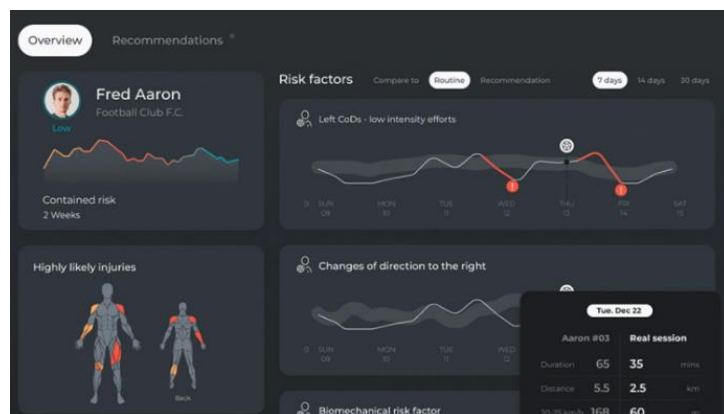 Overview
Recommendations
Fred Aaron
Football Club F.C.
Low
Contained risk
2 Weeks
Highly likely injuries
Back
Risk factors
Compare to
Routine
Recommendation
7 days
14 days
30 days
Left CoDs - low intensity efforts
0
SUN
09
MON
10
TUE
11
WED
12
THU
13
FRI
14
SAT
15
Changes of direction to the right
0
SUN
09
MON
10
TUE
11
WED
Biomechanical risk factor
Tue. Dec 22
Aaron #03
Real session
Duration
65
35
mins
Distance
5.5
2.5
km
168
60